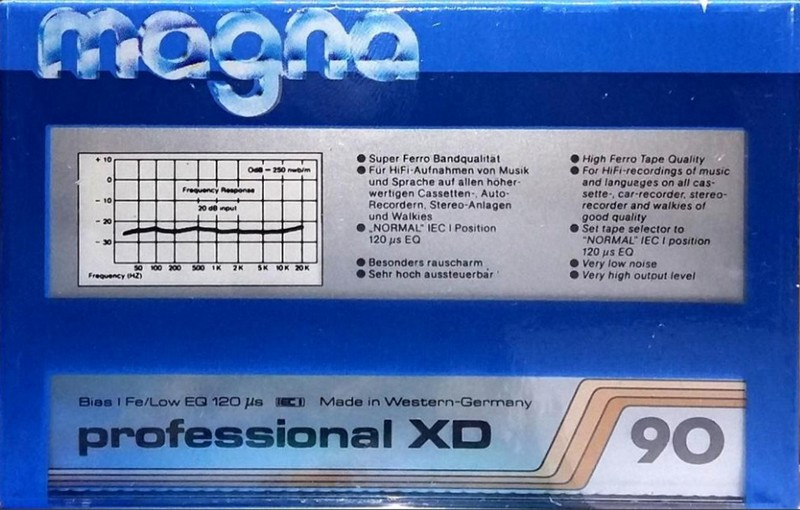 magna
+10
0
-10
-20
-30
0dB = 250 nwb/m
Frequency Response
20 dB input
50 100 200 500 1K 2K 5K 10K 20K
Frequency (HZ)
● Super Ferro Bandqualität
● Für HiFi-Aufnahmen von Musik
und Sprache auf allen höher-
wertigen Cassetten-, Auto-
Recordern, Stereo-Anlagen
und Walkies
● „NORMAL” IEC I Position
120 µs EQ
● Besonders rauscharm
● Sehr hoch aussteuerbar
● High Ferro Tape Quality
● For HiFi-recordings of music
and languages on all cas-
sette-, car-recorder, stereo-
recorder and walkies of
good quality
● Set tape selector to
“NORMAL” IEC I position
120 µs EQ
● Very low noise
● Very high output level
Bias I Fe/Low EQ 120 µs IEC I Made in Western-Germany
professional XD 90